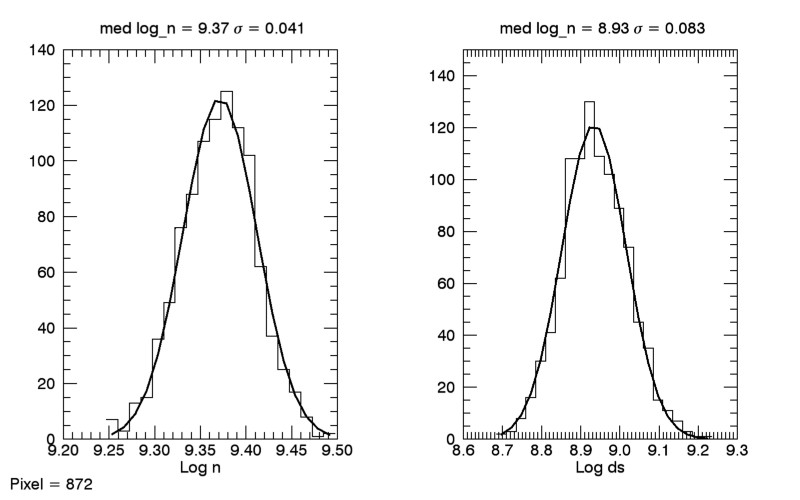 med log_n = 9.37 σ = 0.041
med log_n = 8.93 σ = 0.083
140
120
100
80
60
40
20
0
9.20 9.25 9.30 9.35 9.40 9.45 9.50
Log n
140
120
100
80
60
40
20
0
8.6 8.7 8.8 8.9 9.0 9.1 9.2 9.3
Log ds
Pixel = 872